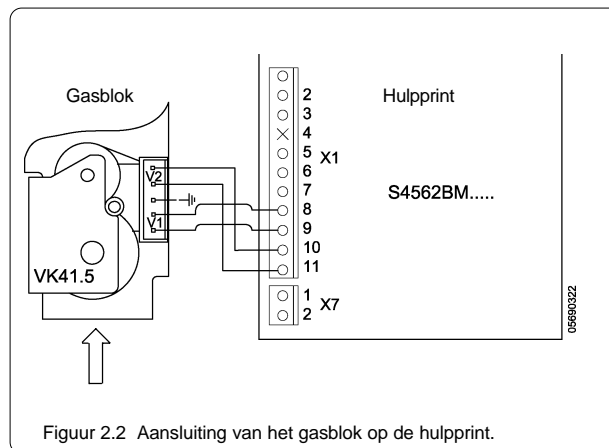 Gasblok
Hulpprint
2
3
4
5
X1
6
7
8
9
10
11
S4562BM.....
V2
V1
VK41.5
1
X7
2
05690322
Figuur 2.2 Aansluiting van het gasblok op de hulpprint.